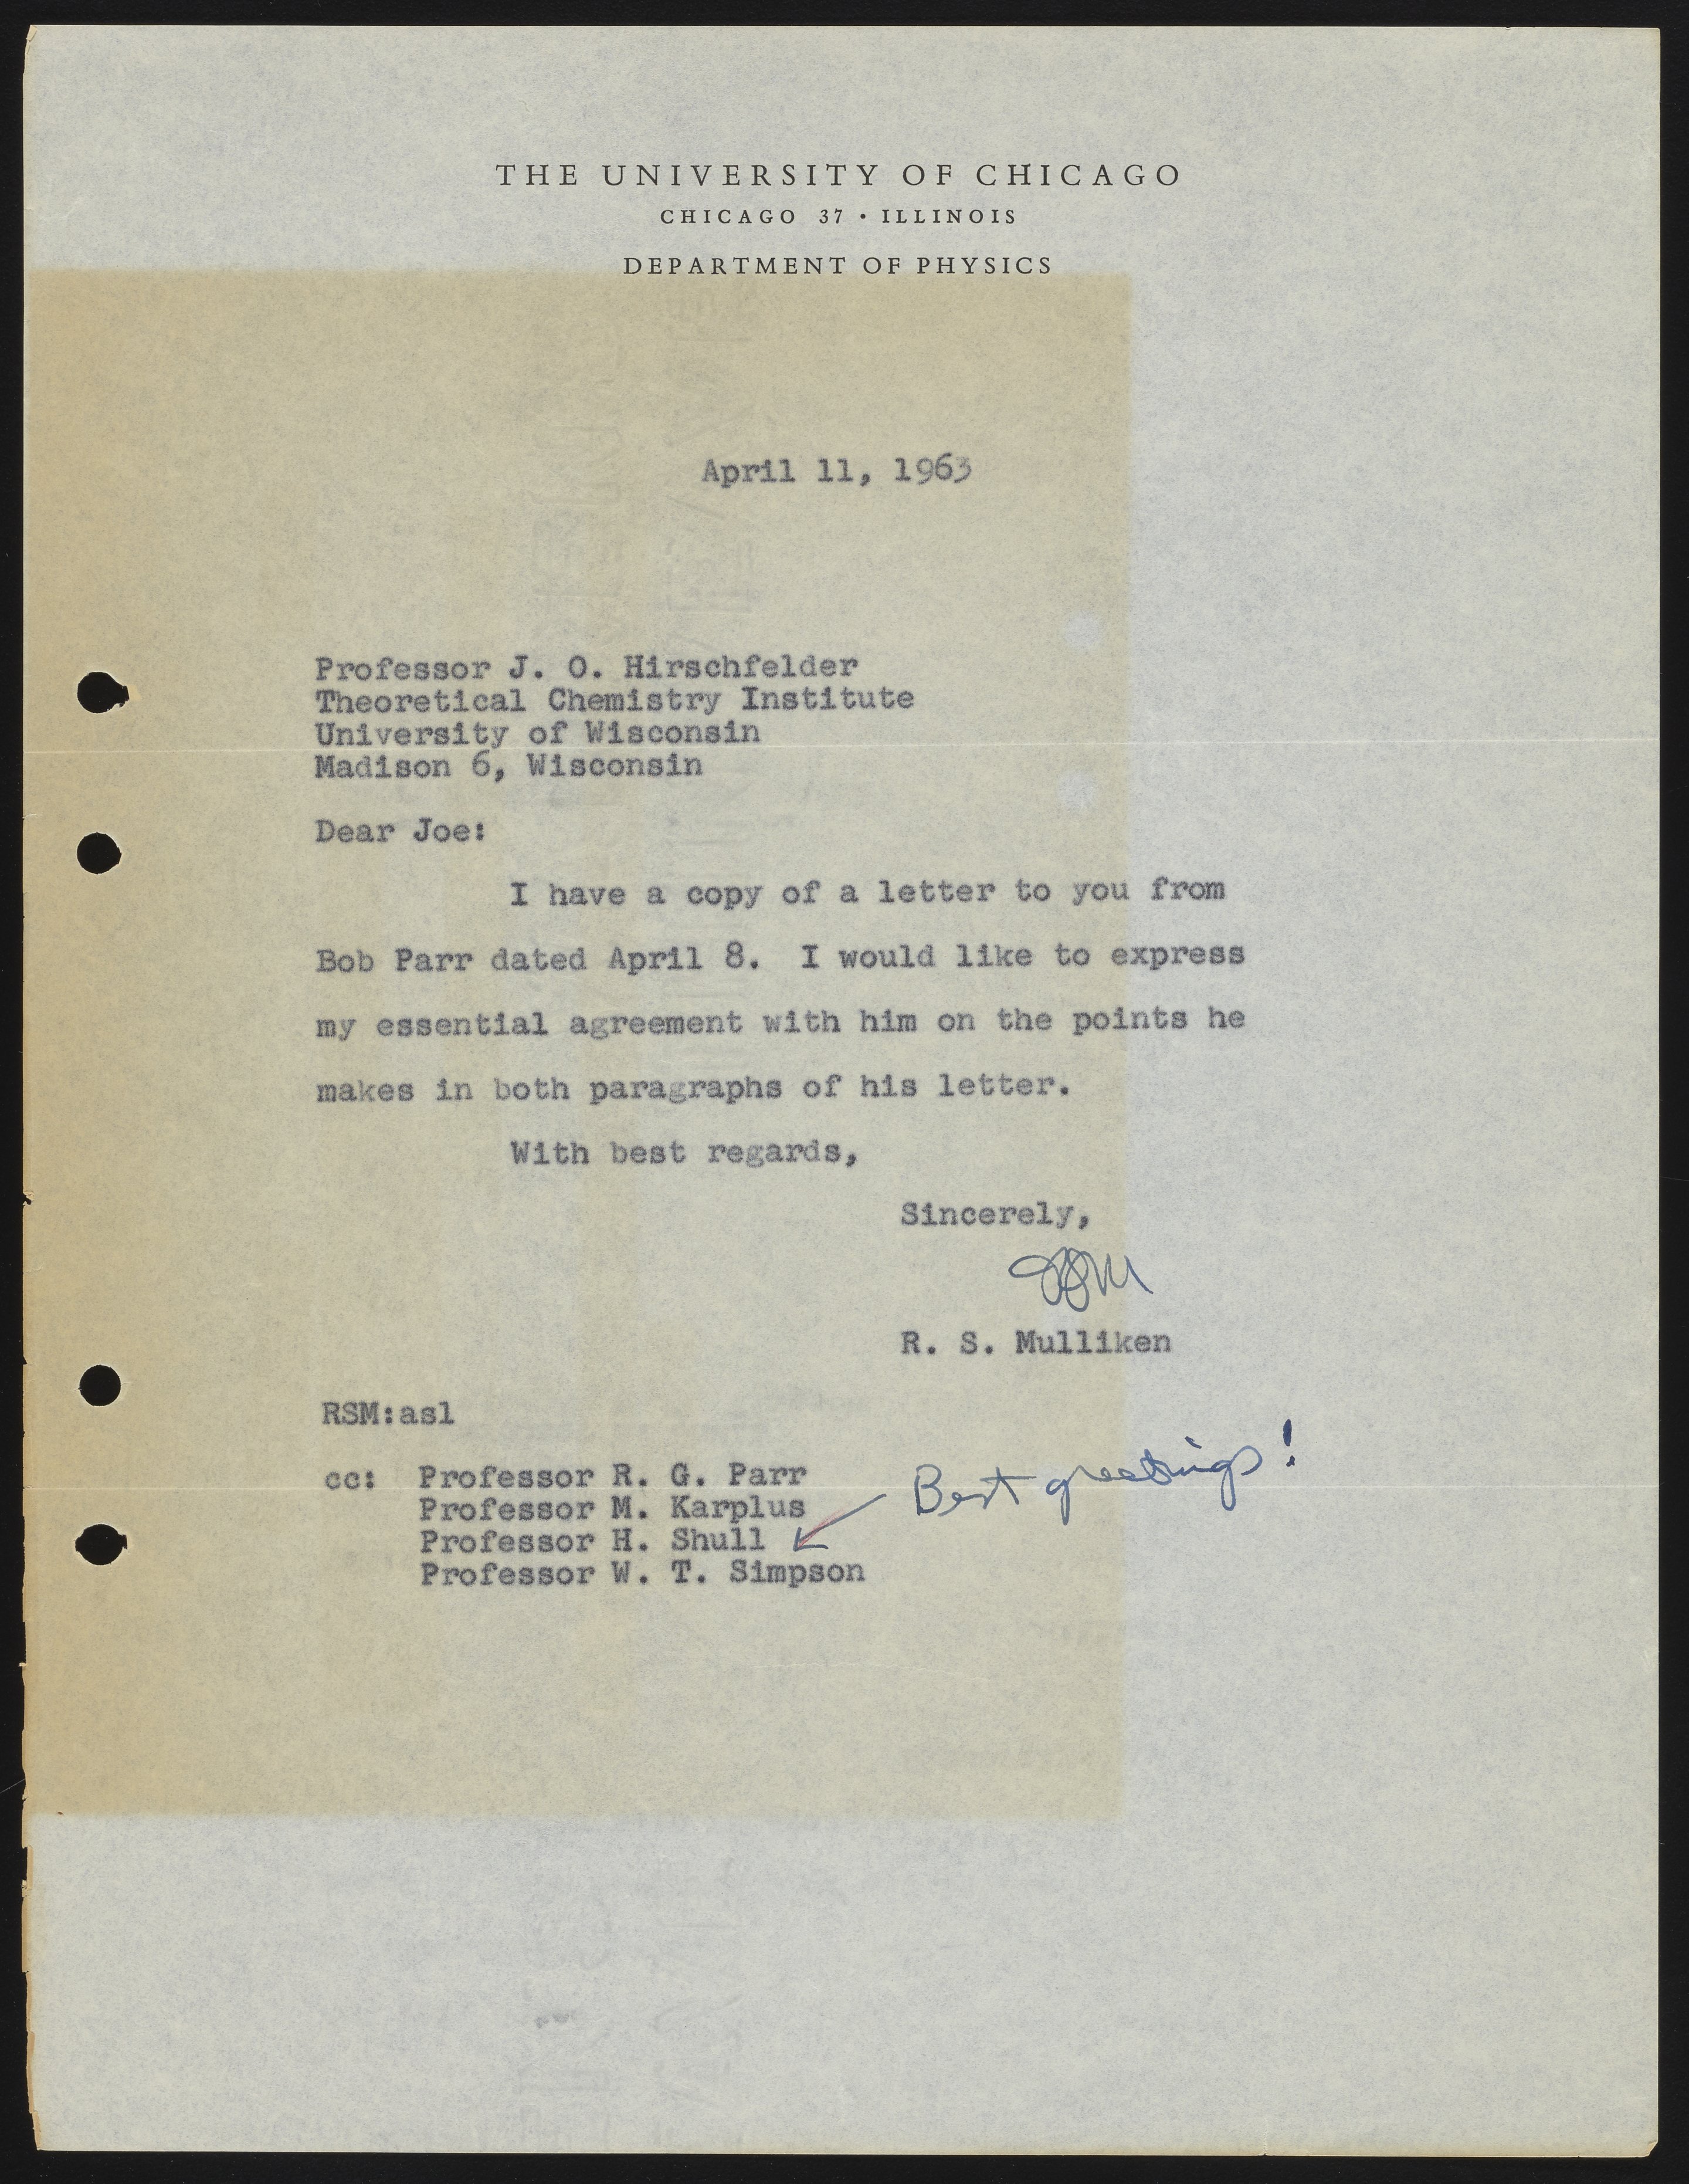 THE UNIVERSITY OF CHICAGO
CHICAGO 37 • ILLINOIS
DEPARTMENT OF PHYSICS
April 11, 1963
Professor J. O. Hirschfelder
Theoretical Chemistry Institute
University of Wisconsin
Madison 6, Wisconsin
Dear Joe:
I have a copy of a letter to you from
Bob Parr dated April 8. I would like to express
my essential agreement with him on the points he
makes in both paragraphs of his letter.
With best regards,
Sincerely,
RSM
R. S. Mulliken
RSM:asl
cc: Professor R. G. Parr
Professor M. Karplus
Professor H. Shull
Professor W. T. Simpson
Best greetings!